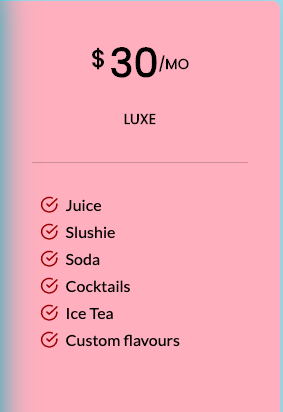 $ 30/MO
LUXE
Juice
Slushie
Soda
Cocktails
Ice Tea
Custom flavours